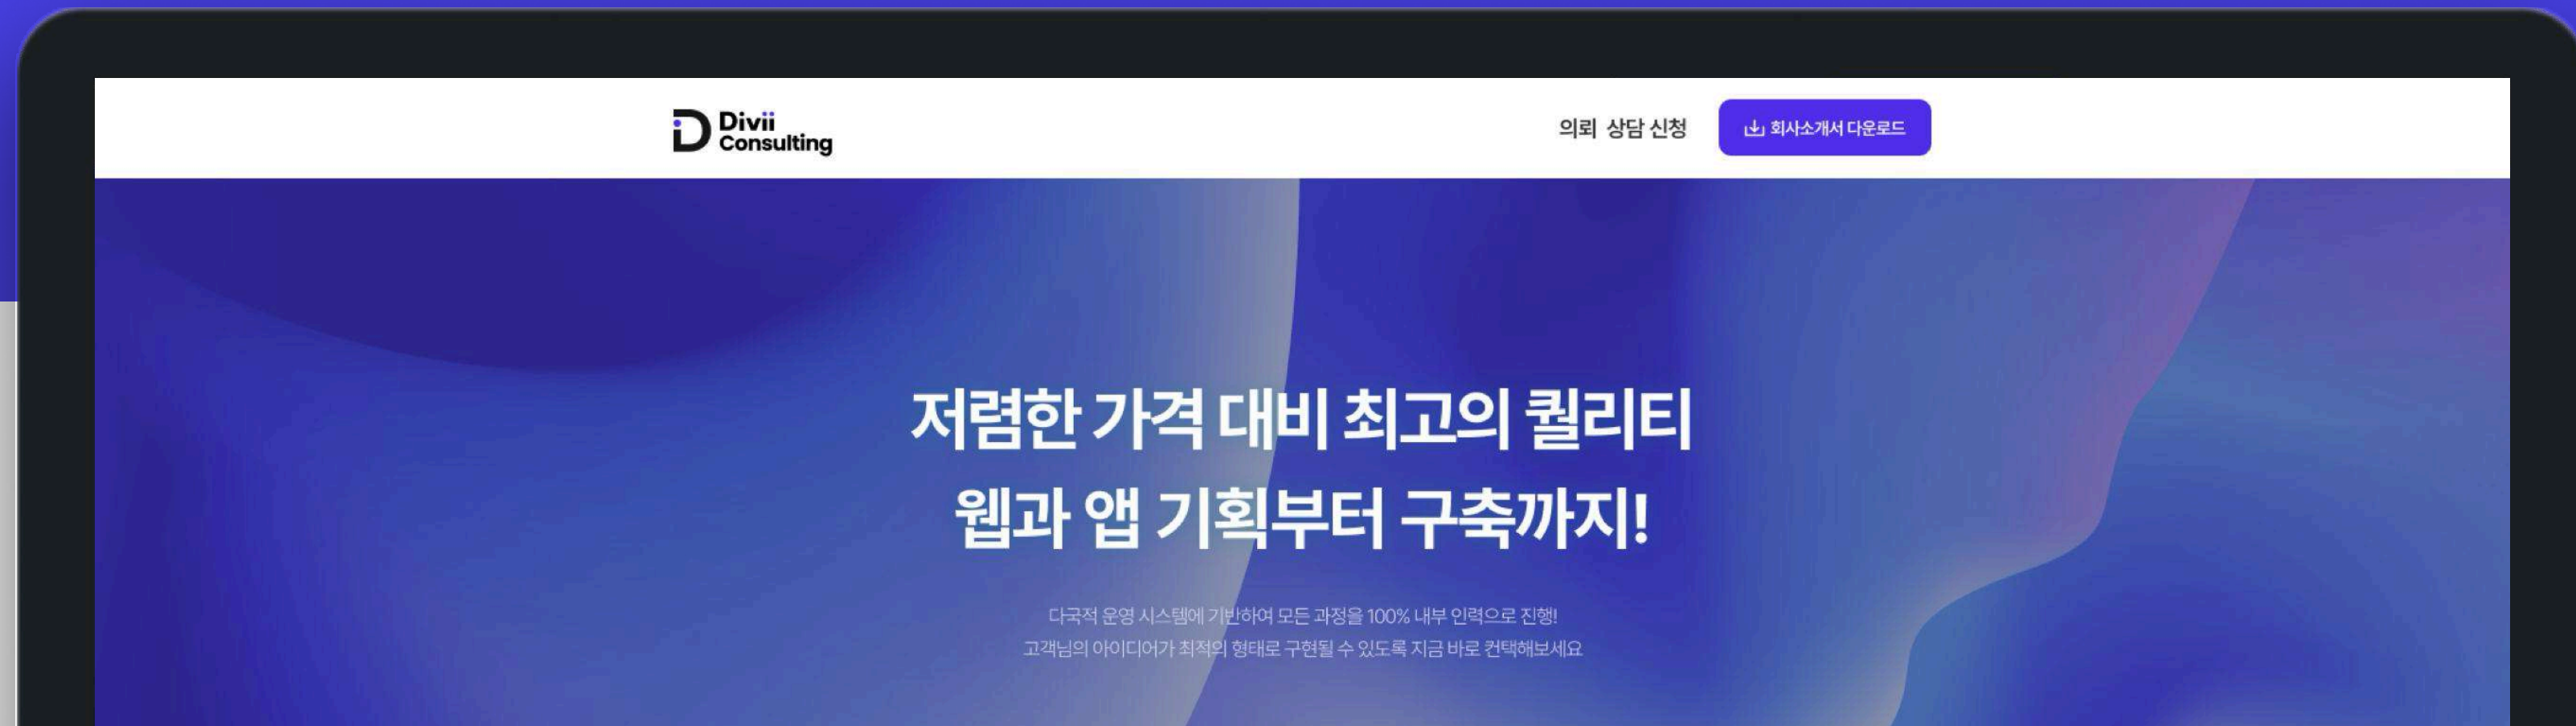 Divii
Consulting
의뢰 상담 신청
회사소개서 다운로드
저렴한 가격 대비 최고의 퀄리티
웹과 앱 기획부터 구축까지!
다국적 운영 시스템에 기반하여 모든 과정을 100% 내부 인력으로 진행!
고객님의 아이디어가 최적의 형태로 구현될 수 있도록 지금 바로 컨택해보세요